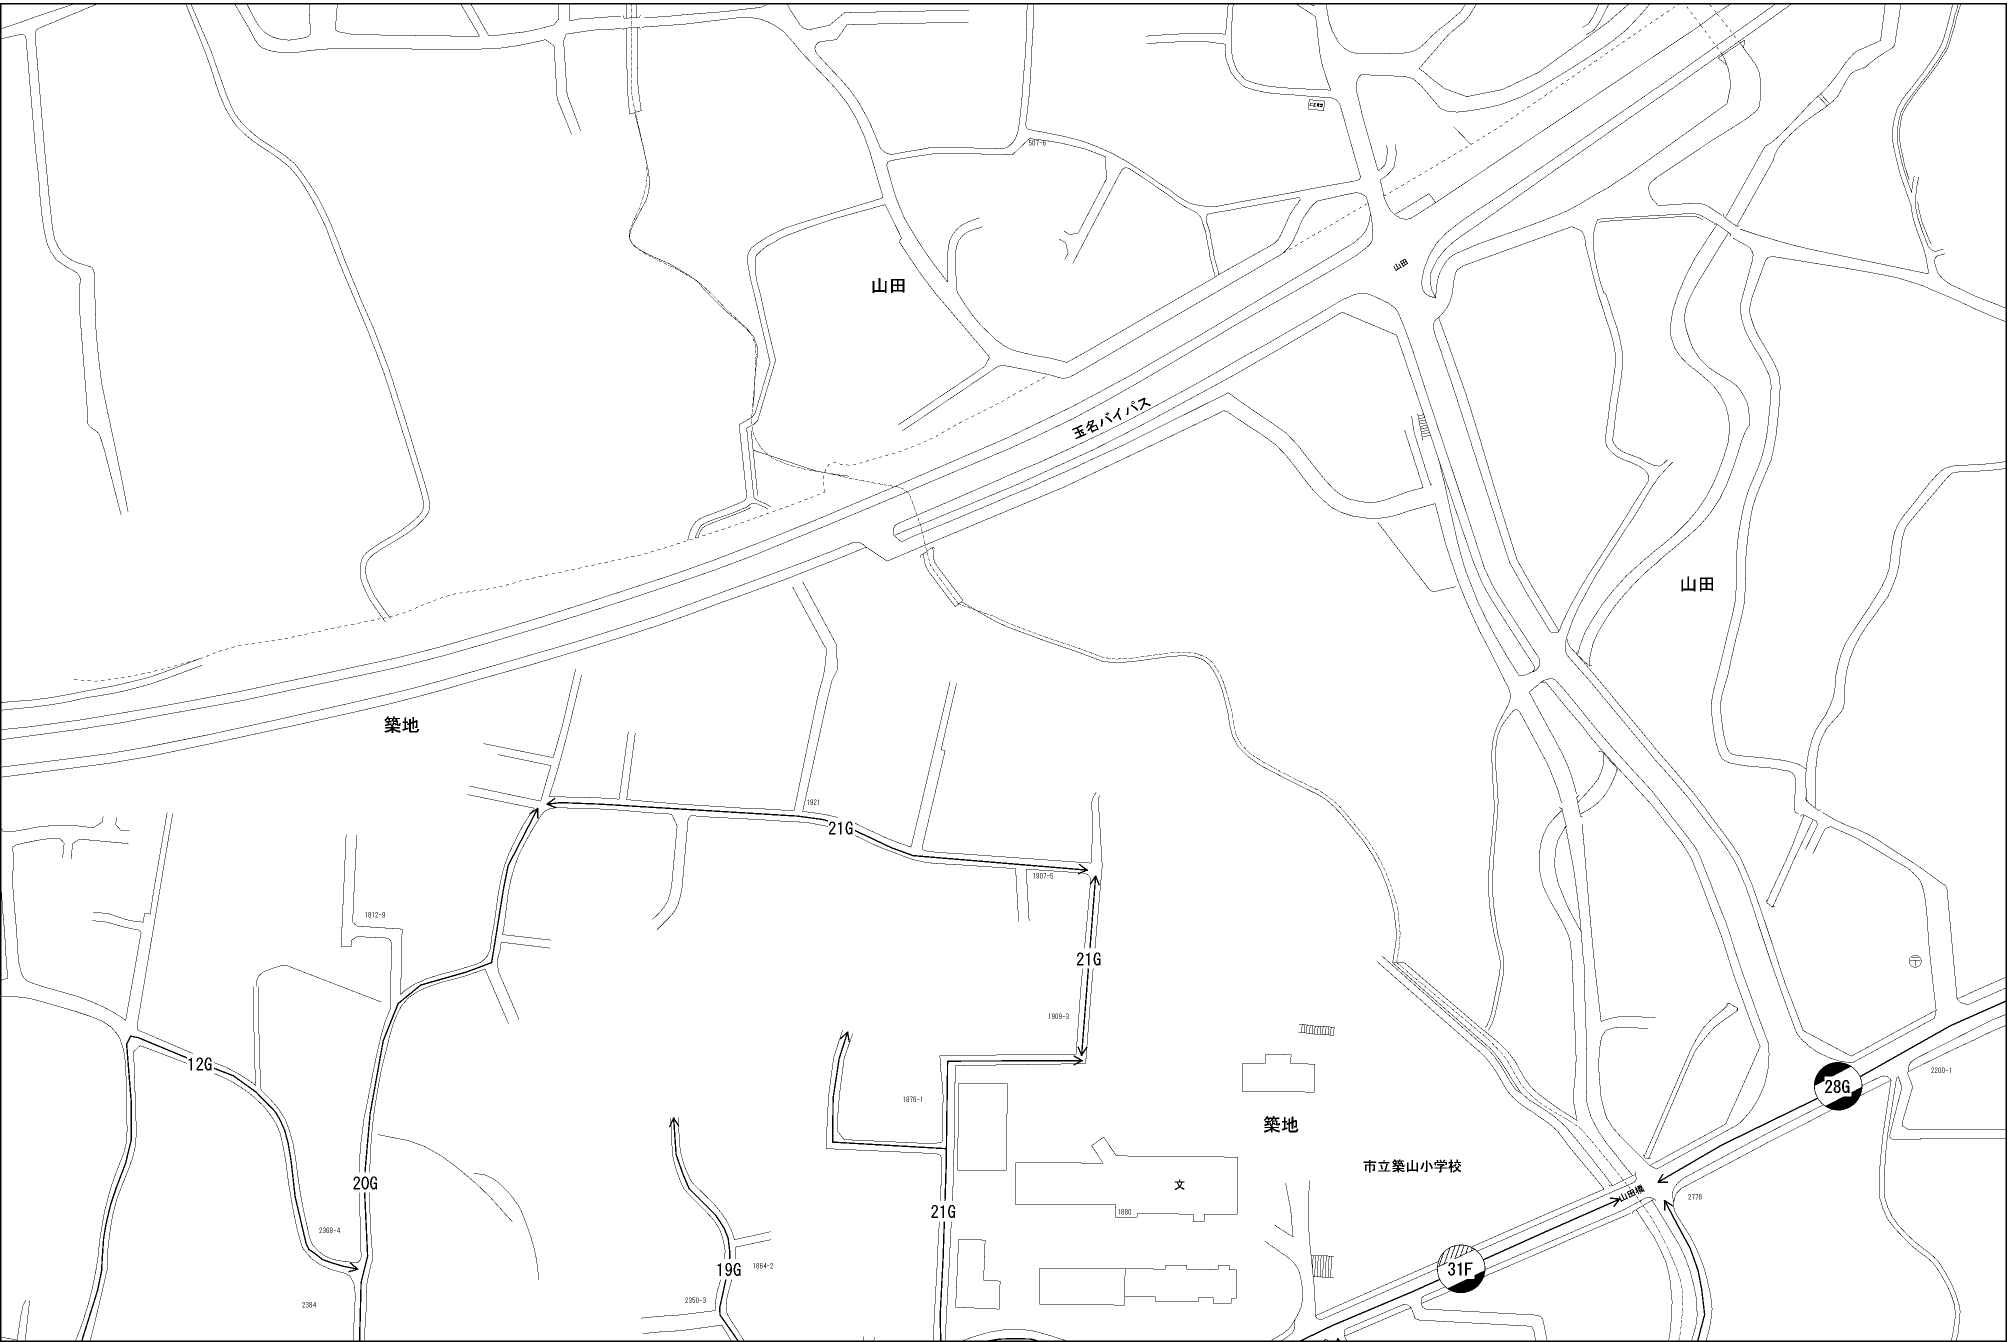 507-6
山田
山田
玉名バイパス
山田
築地
1921
21G
1907-5
1812-9
21G
1909-3
12G
28G
2200-1
1876-1
築地
市立築山小学校
文
20G
山田橋
2778
1880
21G
2368-4
19G
1864-2
31F
2350-3
2384